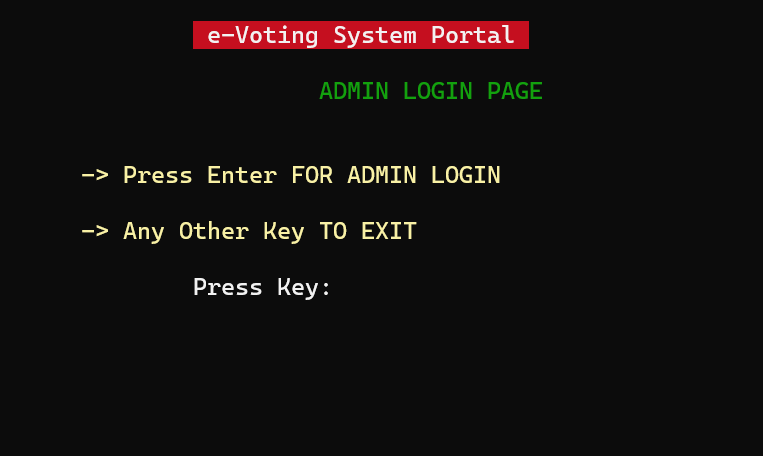 e-Voting System Portal
ADMIN LOGIN PAGE
-> Press Enter FOR ADMIN LOGIN
-> Any Other Key TO EXIT
Press Key: